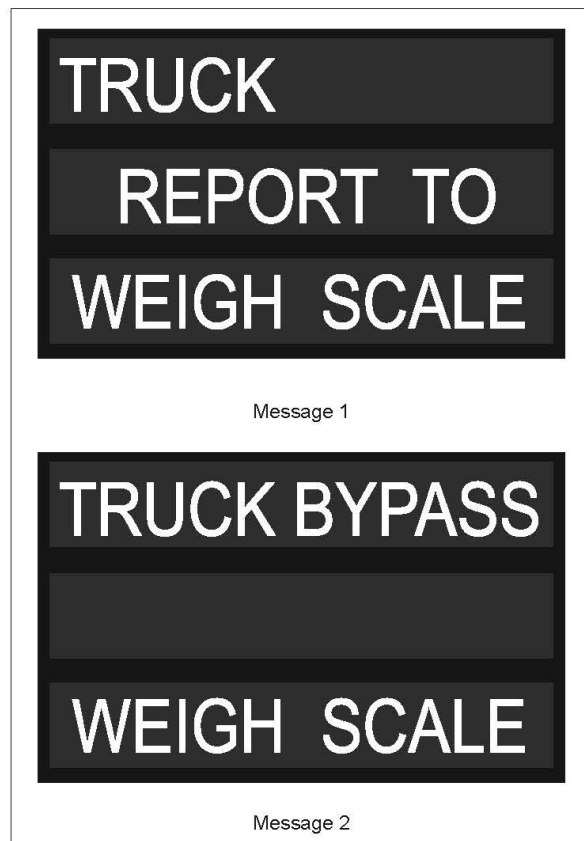 TRUCK
REPORT TO
WEIGH SCALE
Message 1
TRUCK BYPASS
WEIGH SCALE
Message 2